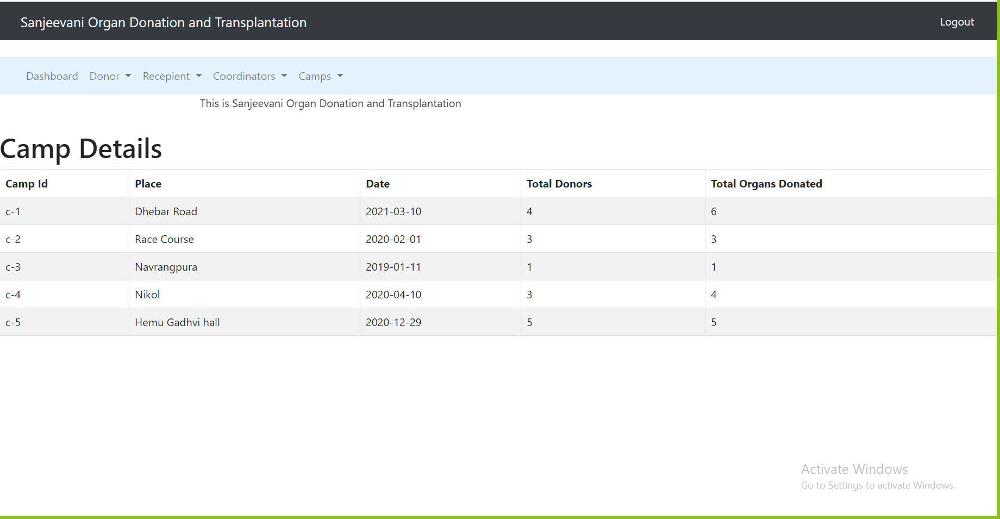 Sanjeevani Organ Donation and Transplantation Logout
Dashboard Donor Recepient Coordinators Camps
This is Sanjeevani Organ Donation and Transplantation
Camp Details
Camp Id Place Date Total Donors Total Organs Donated
c-1 Dhebar Road 2021-03-10 4 6
c-2 Race Course 2020-02-01 3 3
c-3 Navrangpura 2019-01-11 1 1
c-4 Nikol 2020-04-10 3 4
c-5 Hemu Gadhvi hall 2020-12-29 5 5
Activate Windows
Go to Settings to activate Windows.